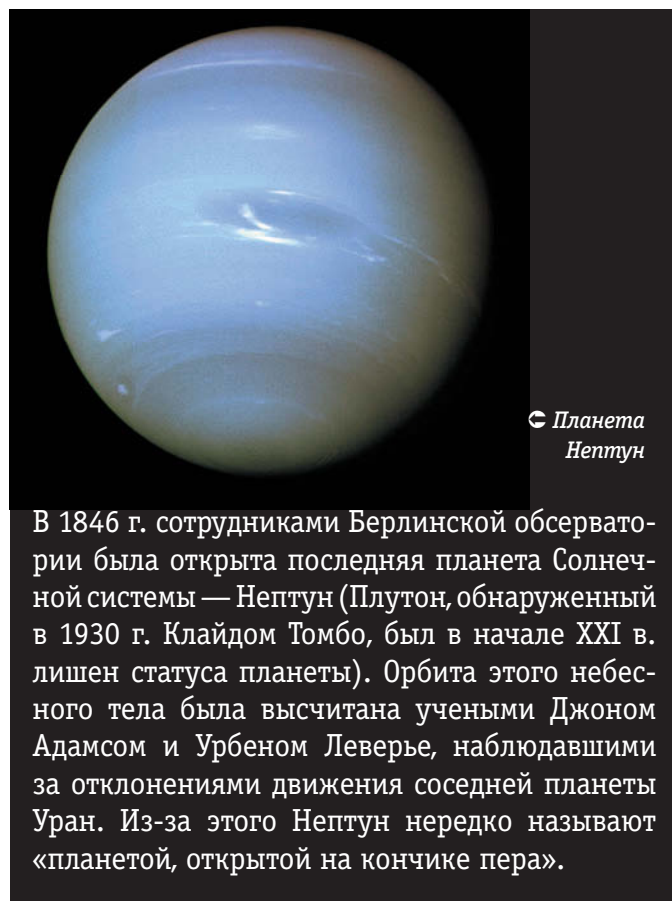 Планета
Нептун
В 1846 г. сотрудниками Берлинской обсервато-
рии была открыта последняя планета Солнеч-
ной системы — Нептун (Плутон, обнаруженный
в 1930 г. Клайдом Томбо, был в начале XXI в.
лишен статуса планеты). Орбита этого небес-
ного тела была высчитана учеными Джоном
Адамсом и Урбеном Леверье, наблюдавшими
за отклонениями движения соседней планеты
Уран. Из-за этого Нептун нередко называют
«планетой, открытой на кончике пера».